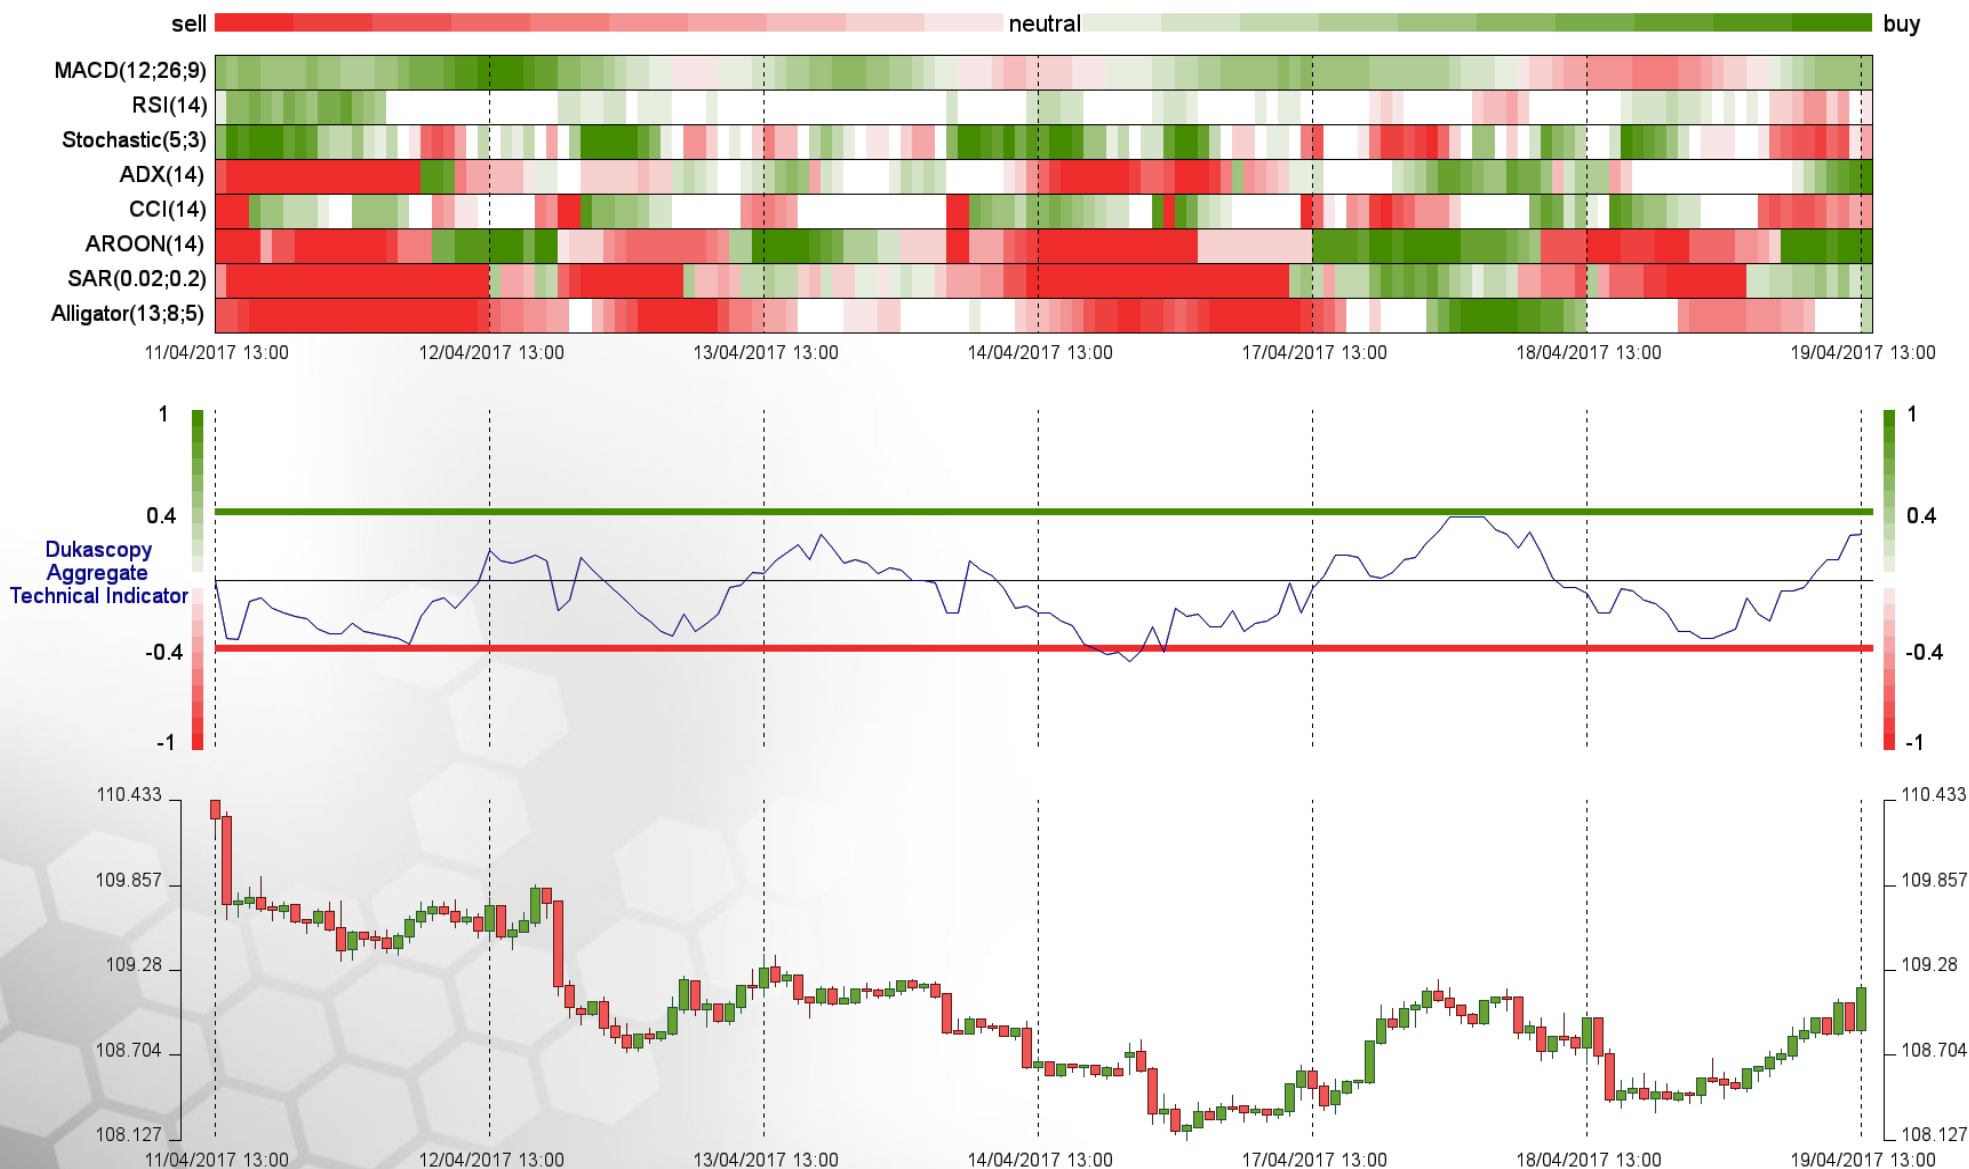 sell neutral buy
MACD(12;26;9)
RSI(14)
Stochastic(5;3)
ADX(14)
CCI(14)
AROON(14)
SAR(0.02;0.2)
Alligator(13;8;5)
11/04/2017 13:00 12/04/2017 13:00 13/04/2017 13:00 14/04/2017 13:00 17/04/2017 13:00 18/04/2017 13:00 19/04/2017 13:00
1 1
0.4 0.4
Dukascopy
Aggregate
Technical Indicator
-0.4 -0.4
-1 -1
110.433 110.433
109.857 109.857
109.28 109.28
108.704 108.704
108.127 108.127
11/04/2017 13:00 12/04/2017 13:00 13/04/2017 13:00 14/04/2017 13:00 17/04/2017 13:00 18/04/2017 13:00 19/04/2017 13:00